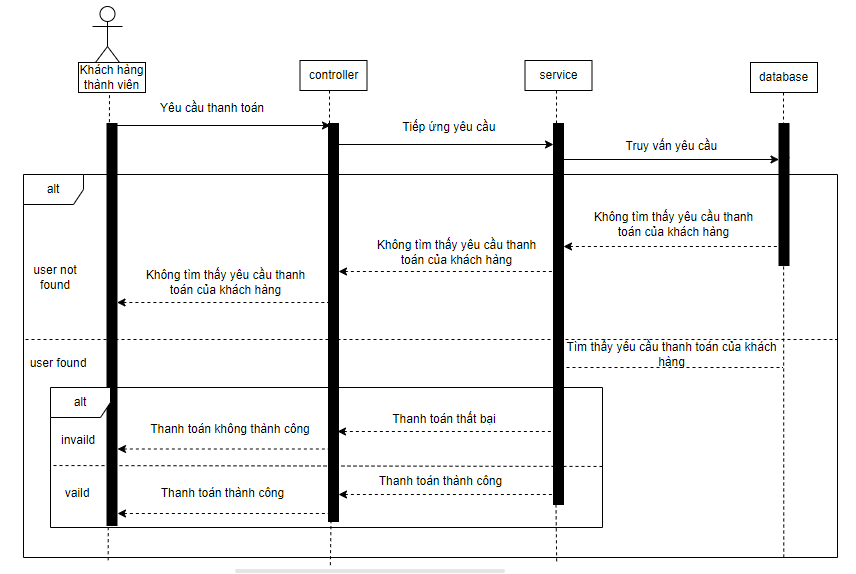 Khách hàng
thành viên
controller
service
database
Yêu cầu thanh toán
Tiếp ứng yêu cầu
Truy vấn yêu cầu
alt
Không tìm thấy yêu cầu thanh
toán của khách hàng
Không tìm thấy yêu cầu thanh
toán của khách hàng
user not
found
Không tìm thấy yêu cầu thanh
toán của khách hàng
user found
Tìm thấy yêu cầu thanh toán của khách
hàng
alt
Thanh toán thất bại
Thanh toán không thành công
invaild
Thanh toán thành công
vaild
Thanh toán thành công